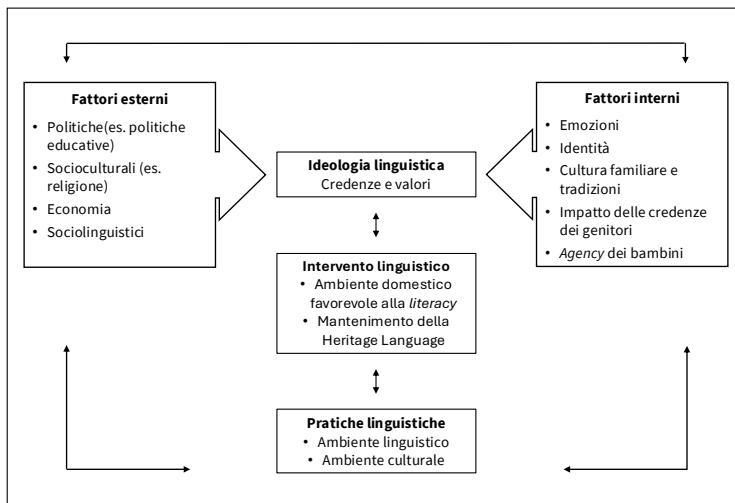 Fattori esterni
• Politiche(es. politiche
educative)
• Socioculturali (es.
religione)
• Economia
• Sociolinguistici
Ideologia linguistica
Credenze e valori
Intervento linguistico
• Ambiente domestico
favorevole alla literacy
• Mantenimento della
Heritage Language
Pratiche linguistiche
• Ambiente linguistico
• Ambiente culturale
Fattori interni
• Emozioni
• Identità
• Cultura familiare e
tradizioni
• Impatto delle credenze
dei genitori
• Agency dei bambini